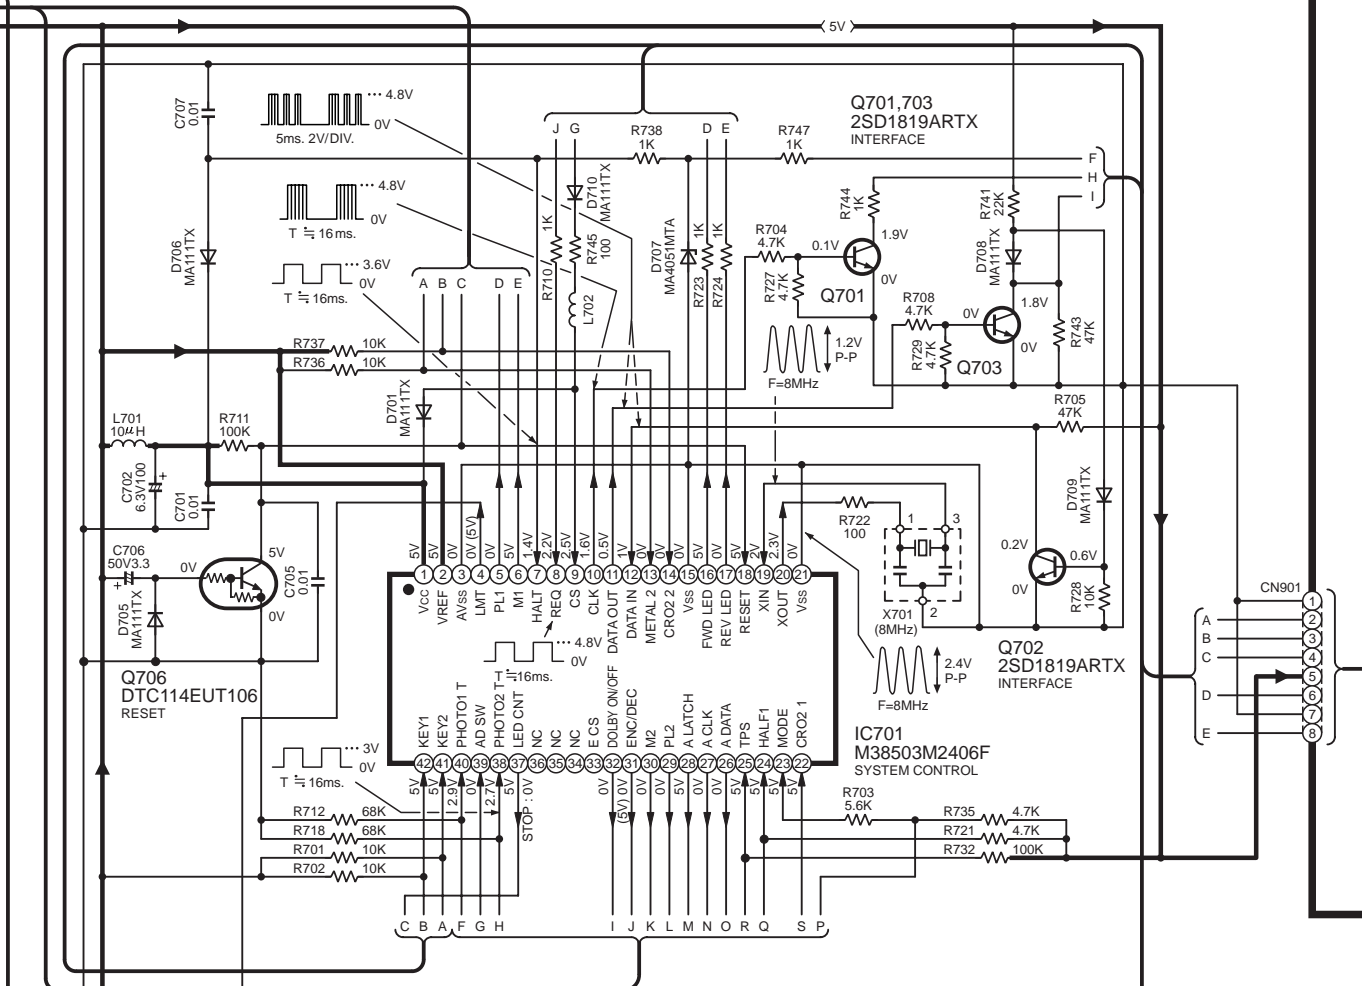 5V
C707
0.01
4.8V
0V
5ms. 2V/DIV.
4.8V
0V
T ≒ 16ms.
3.6V
0V
T ≒ 16ms.
D706
MA111TX
J G
R738
1K
D E
R747
1K
Q701,703
2SD1819ARTX
INTERFACE
F
H
I
D710
MA111TX
R745
100
1K
R710
L702
D707
MA4051MTA
1K
R723
1K
R724
R744
1K
R704
4.7K
0.1V
1.9V
0V
R727
4.7K
Q701
R741
22K
D708
MA111TX
R708
4.7K
0V
1.8V
0V
R729
4.7K
Q703
R743
47K
1.2V
P-P
F=8MHz
A B C D E
R737 10K
R736 10K
D701
MA111TX
L701
10μH
R711
100K
C702
6.3V100
+
C701
0.01
R705
47K
D709
MA111TX
C706
50V3.3
+
0V
5V
0V
C705
0.01
D705
MA111TX
Q706
DTC114EUT106
RESET
5V 5V 0V 0V (5V) 0V 5V 1.4V 2.2V 2.5V 1.6V 0.5V 1V 0V 0V 0V 5V 0V 5V 2V 2.3V 0V
1 2 3 4 5 6 7 8 9 10 11 12 13 14 15 16 17 18 19 20 21
Vcc VREF AVss LMT PL1 M1 HALT REQ CS CLK DATA OUT DATA IN METAL 2 CRO2 2 Vss FWD LED REV LED RESET XIN XOUT Vss
4.8V
0V
T ≒16ms.
R722
100
1 3
2
X701
(8MHz)
0.2V
0.6V
0V
R728
10K
Q702
2SD1819ARTX
INTERFACE
2.4V
P-P
F=8MHz
CN901
1
A 2
B 3
C 4
5
D 6
7
E 8
KEY1 KEY2 PHOTO1 T AD SW PHOTO2 T LED CNT NC NC NC E CS DOLBY ON/OFF ENC/DEC M2 PL2 A LATCH A CLK A DATA TPS HALF1 MODE CRO2 1
42 41 40 39 38 37 36 35 34 33 32 31 30 29 28 27 26 25 24 23 22
5V 5V 2.9V 0V 2.7V 5V STOP : 0V 0V 0V (5V) 0V 0V 5V 0V 0V 5V 5V 5V 5V
IC701
M38503M2406F
SYSTEM CONTROL
3V
0V
T ≒ 16ms.
R712 68K
R718 68K
R701 10K
R702 10K
R703
5.6K
R735 4.7K
R721 4.7K
R732 100K
C B A F G H I J K L M N O R Q S P